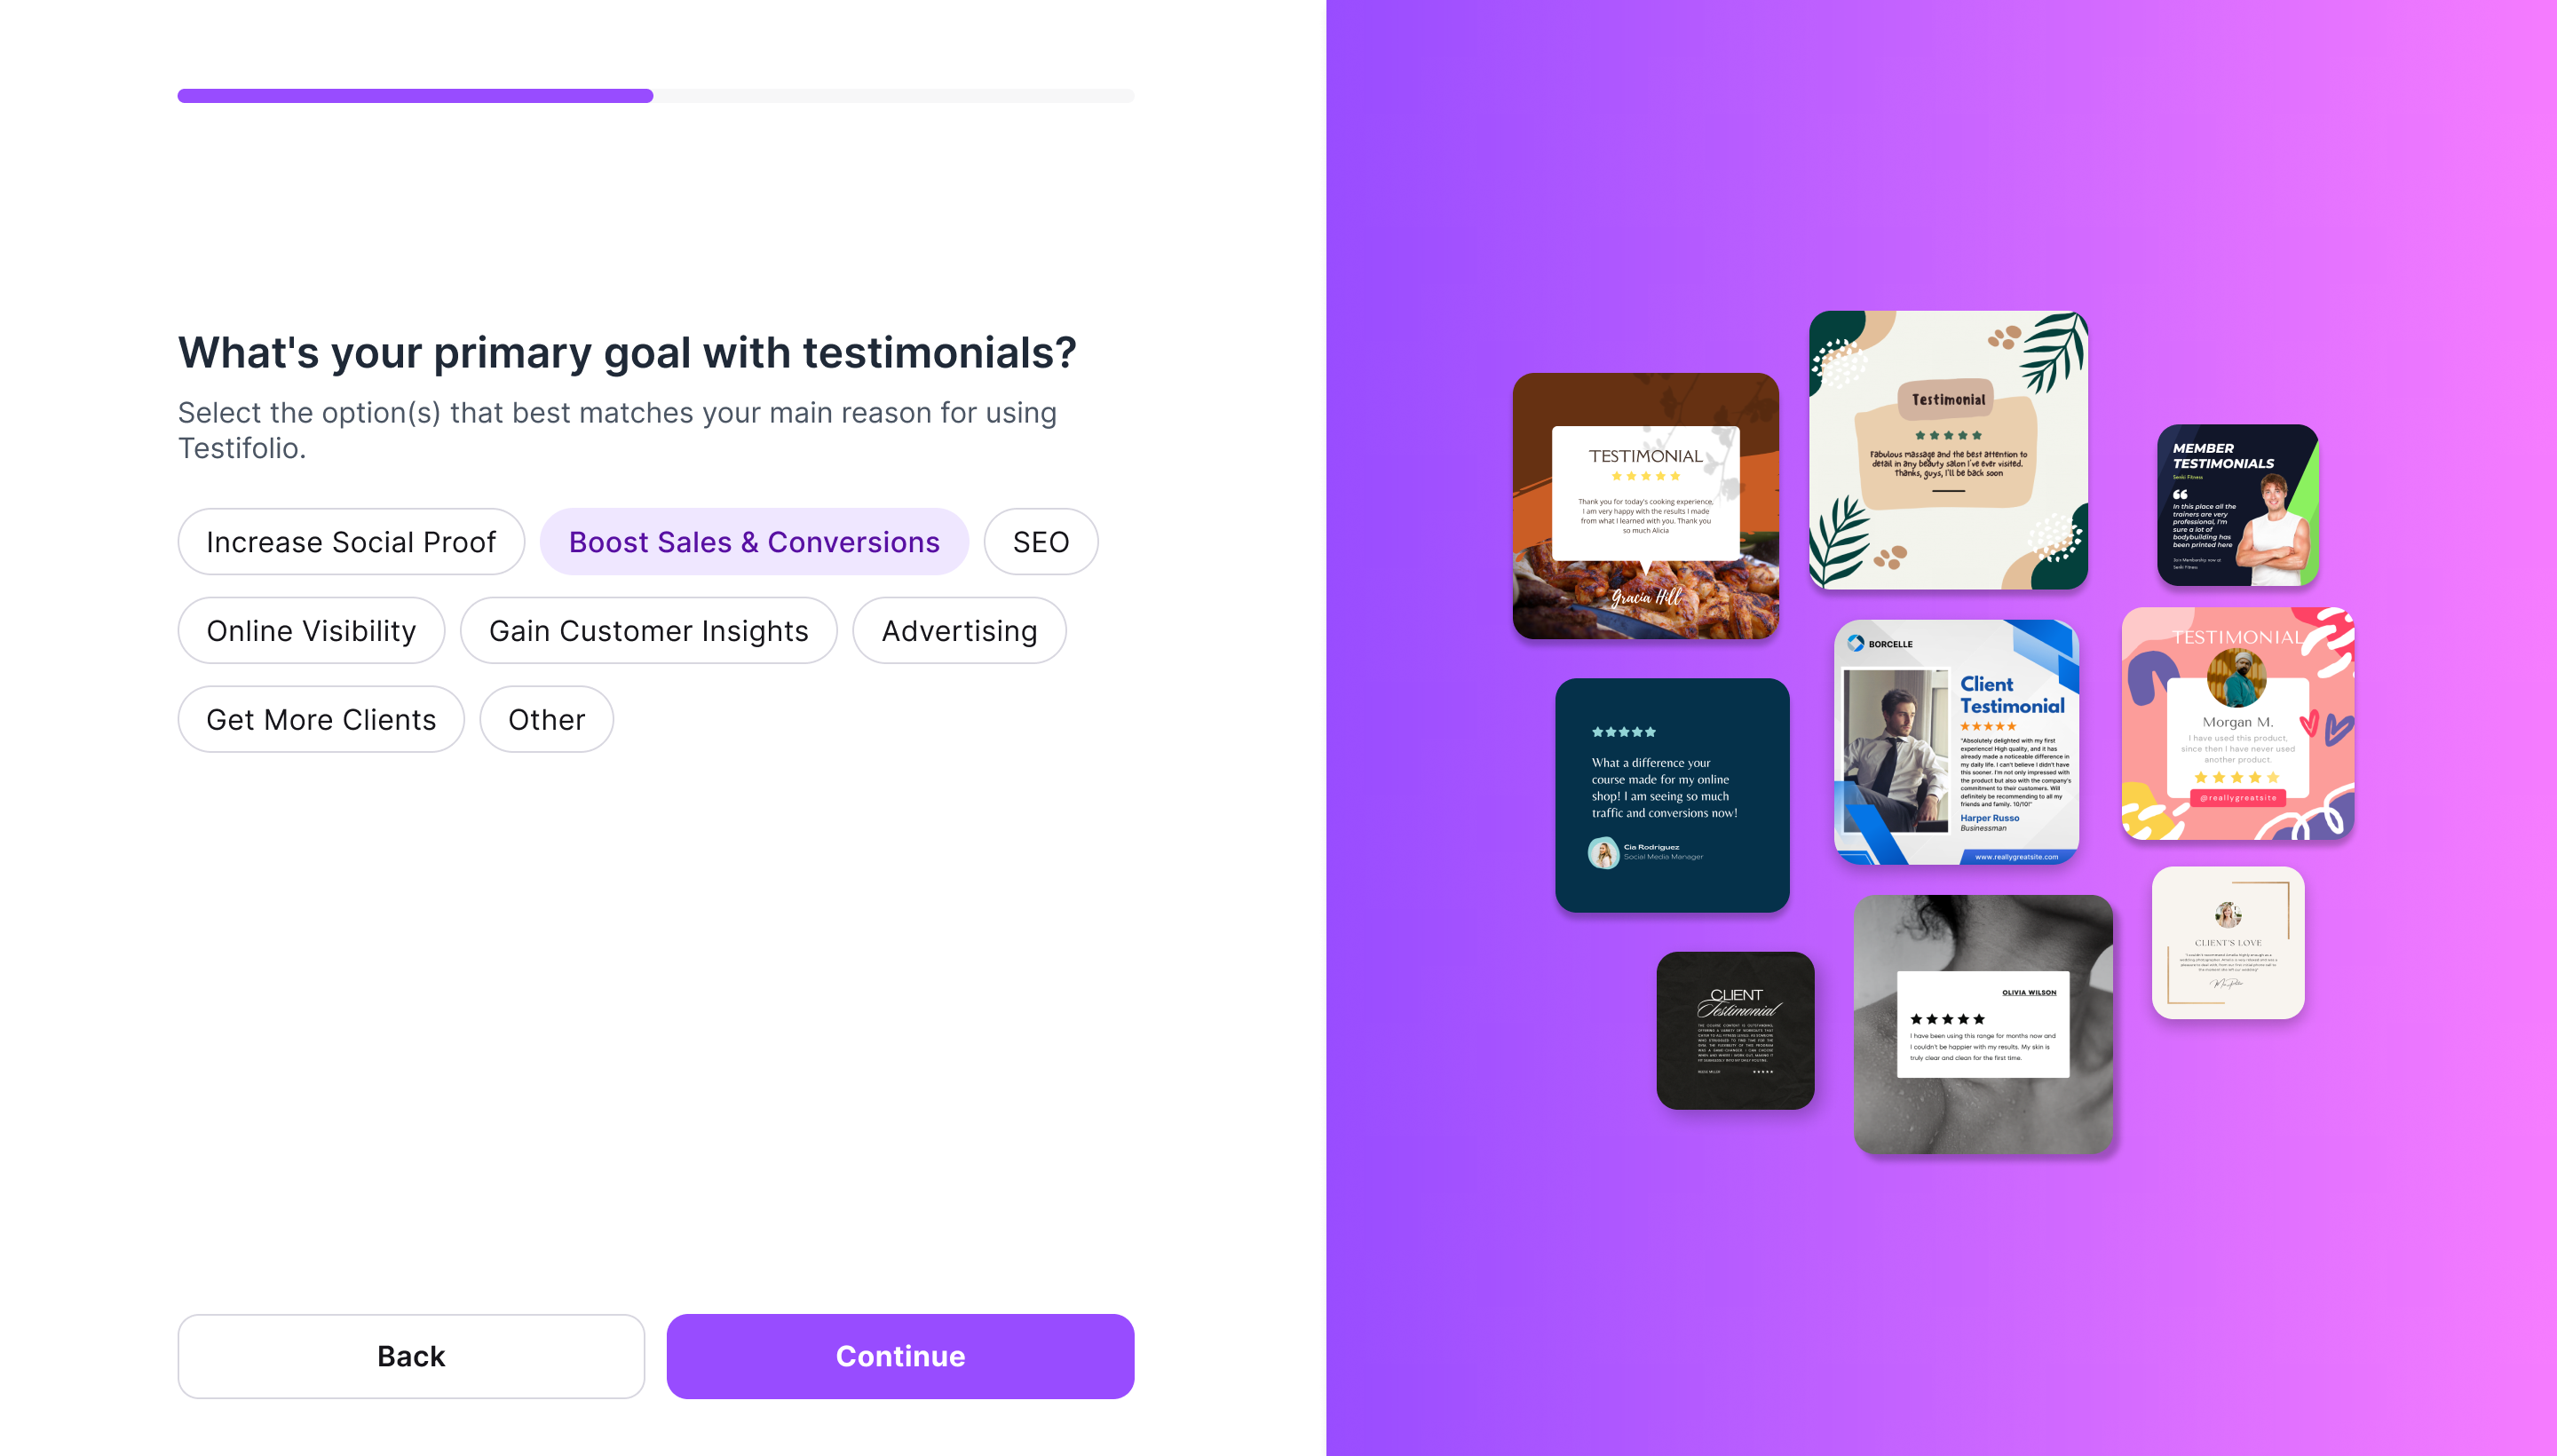 What's your primary goal with testimonials?
Select the option(s) that best matches your main reason for using
Testifolio.
Increase Social Proof
Boost Sales & Conversions
SEO
Online Visibility
Gain Customer Insights
Advertising
Get More Clients
Other
Back
Continue
TESTIMONIAL
Thank you for today's cooking experience,
I am very happy with the results I made
from what I learned with you. Thank you
so much Alicia
Gracia Hill
Testimonial
Fabulous massage and the best attention to
detail in any beauty salon I've ever visited.
Thanks, guys, I'll be back soon
MEMBER
TESTIMONIALS
Senki Fitness
In this place all the
trainers are very
professional, I'm
sure a lot of
bodybuilding has
been printed here
Join Membership now at
Senki Fitness
What a difference your
course made for my online
shop! I am seeing so much
traffic and conversions now!
Cia Rodriguez
Social Media Manager
BORCELLE
Client
Testimonial
"Absolutely delighted with my first
experience! High quality, and it has
already made a noticeable difference in
my daily life. I can't believe I didn't have
this sooner. I'm not only impressed with
the product but also with the company's
commitment to their customers. Will
definitely be recommending to all my
friends and family. 10/10!"
Harper Russo
Businessman
www.reallygreatsite.com
TESTIMONIAL
Morgan M.
I have used this product,
since then I have never used
another product.
@reallygreatsite
CLIENT
Testimonial
OLIVIA WILSON
I have been using this range for months now and
I couldn't be happier with my results. My skin is
truly clear and clean for the first time.
CLIENT'S LOVE